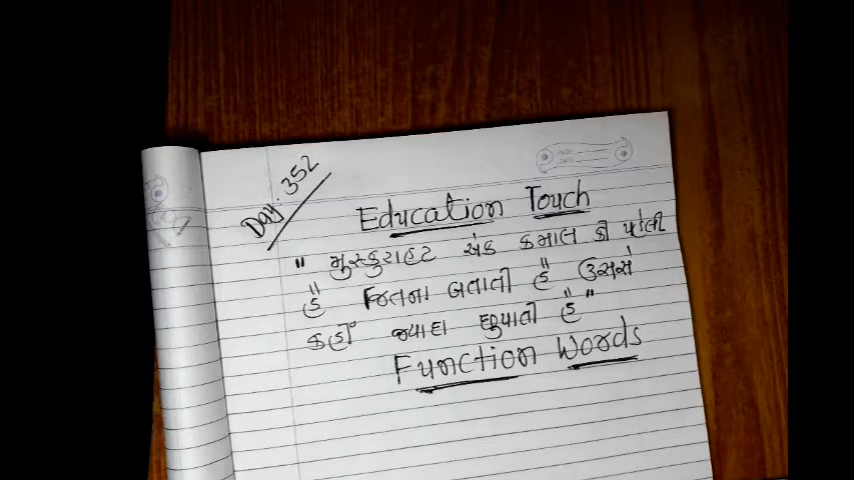 Day: 352
Education Touch
" મુસ્કુરાહટ એક કમાલ કી પહેલી
હૈ જિતના બતાતી હૈ ઉસસે
કહીં જ્યાદા છુપાતી હૈ "
Function Words